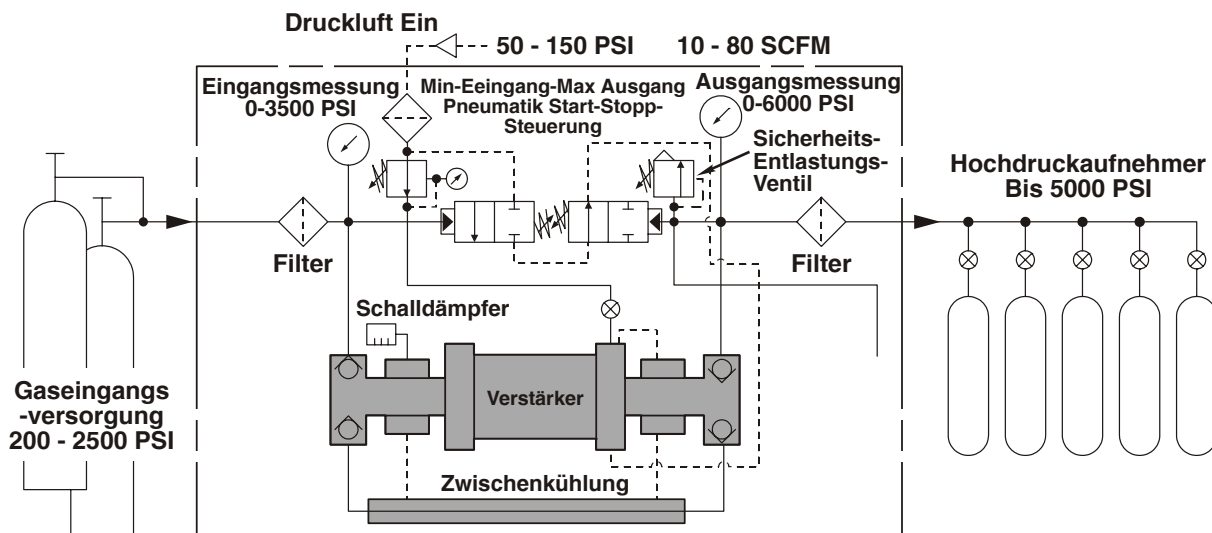 Druckluft Ein
50 - 150 PSI
10 - 80 SCFM
Eingangsmessung
0-3500 PSI
Min-Eeingang-Max Ausgang
Pneumatik Start-Stopp-
Steuerung
Ausgangsmessung
0-6000 PSI
Sicherheits-
Entlastungs-
Ventil
Hochdruckaufnehmer
Bis 5000 PSI
Filter
Filter
Schalldämpfer
Verstärker
Gaseingangs
-versorgung
200 - 2500 PSI
Zwischenkühlung